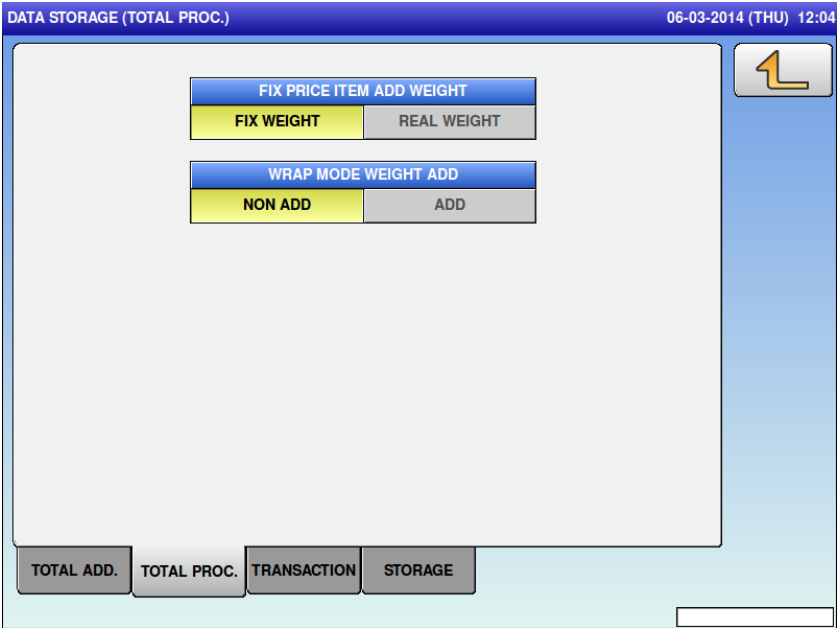 DATA STORAGE (TOTAL PROC.) 06-03-2014 (THU) 12:04
FIX PRICE ITEM ADD WEIGHT
FIX WEIGHT REAL WEIGHT
WRAP MODE WEIGHT ADD
NON ADD ADD
TOTAL ADD. TOTAL PROC. TRANSACTION STORAGE